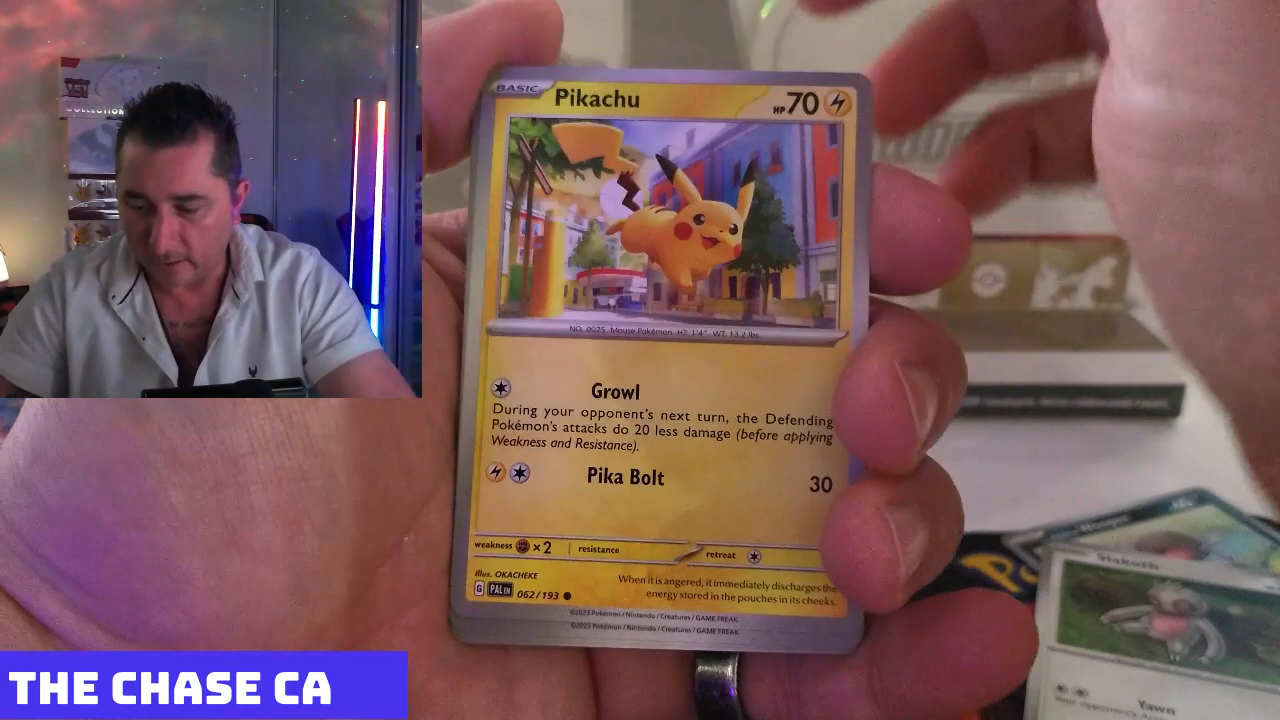 COLLECTION
BASIC
Pikachu
HP 70
NO. 0025 Mouse Pokémon HT: 1'4" WT: 13.2 lbs.
Growl
During your opponent's next turn, the Defending
Pokémon's attacks do 20 less damage (before applying
Weakness and Resistance).
Pika Bolt 30
weakness ×2 resistance retreat
Illus. OKACHEKE
When it is angered, it immediately discharges the
energy stored in the pouches in its cheeks.
G PAL EN 062/193
©2023 Pokémon / Nintendo / Creatures / GAME FREAK
©2023 Pokémon / Nintendo / Creatures / GAME FREAK
Slakoth
Yawn
THE CHASE CA